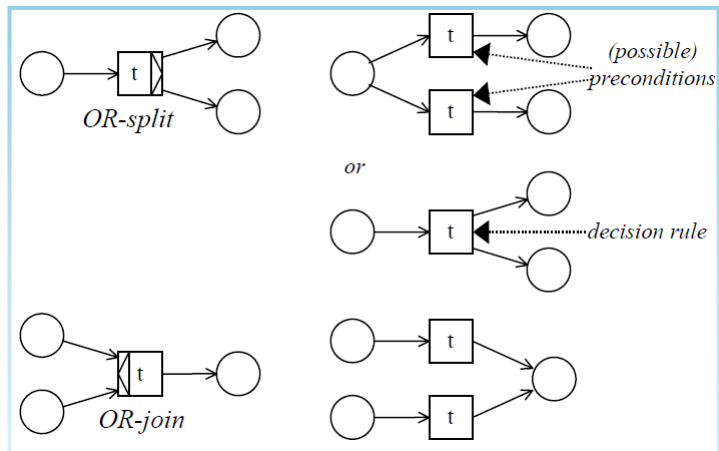 t
OR-split
t
t
(possible)
preconditions
or
t
decision rule
t
OR-join
t
t